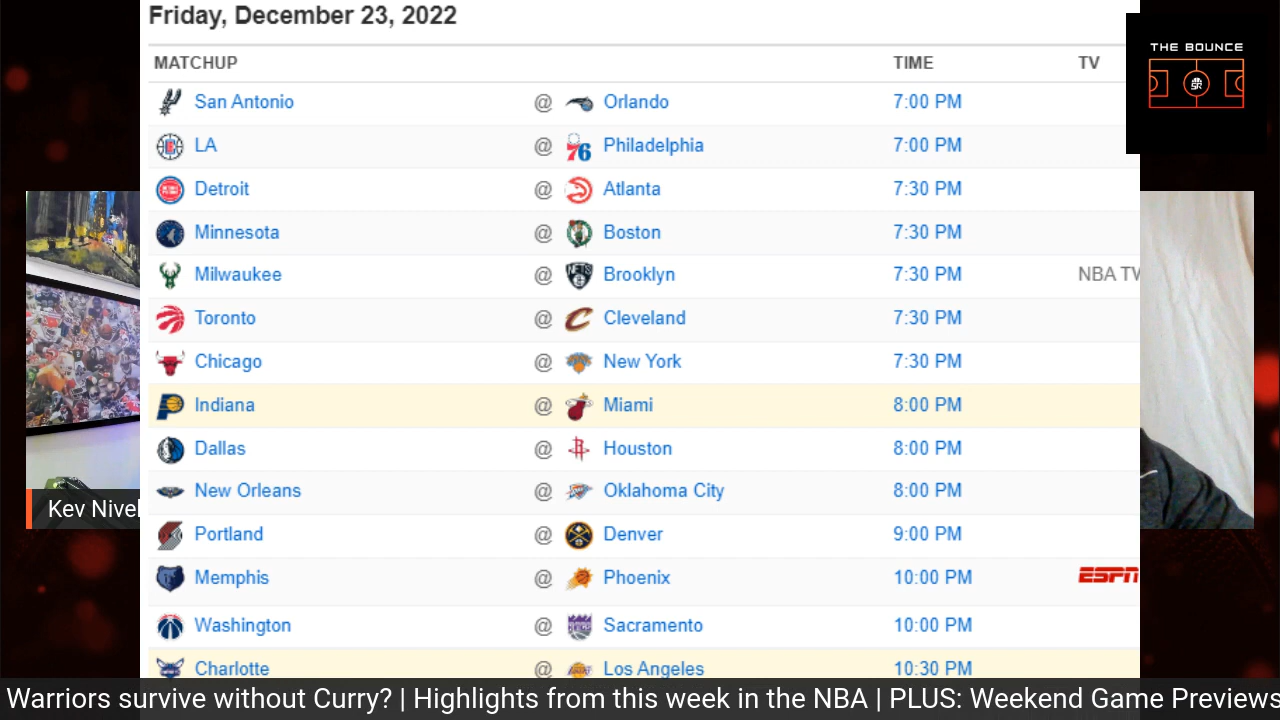 Friday, December 23, 2022
THE BOUNCE
MATCHUP TIME TV
San Antonio @ Orlando 7:00 PM
LA @ Philadelphia 7:00 PM
Detroit @ Atlanta 7:30 PM
Minnesota @ Boston 7:30 PM
Milwaukee @ Brooklyn 7:30 PM NBA TV
Toronto @ Cleveland 7:30 PM
Chicago @ New York 7:30 PM
Indiana @ Miami 8:00 PM
Dallas @ Houston 8:00 PM
New Orleans @ Oklahoma City 8:00 PM
Kev Nivel
Portland @ Denver 9:00 PM
Memphis @ Phoenix 10:00 PM ESPN
Washington @ Sacramento 10:00 PM
Charlotte @ Los Angeles 10:30 PM
Warriors survive without Curry? | Highlights from this week in the NBA | PLUS: Weekend Game Previews